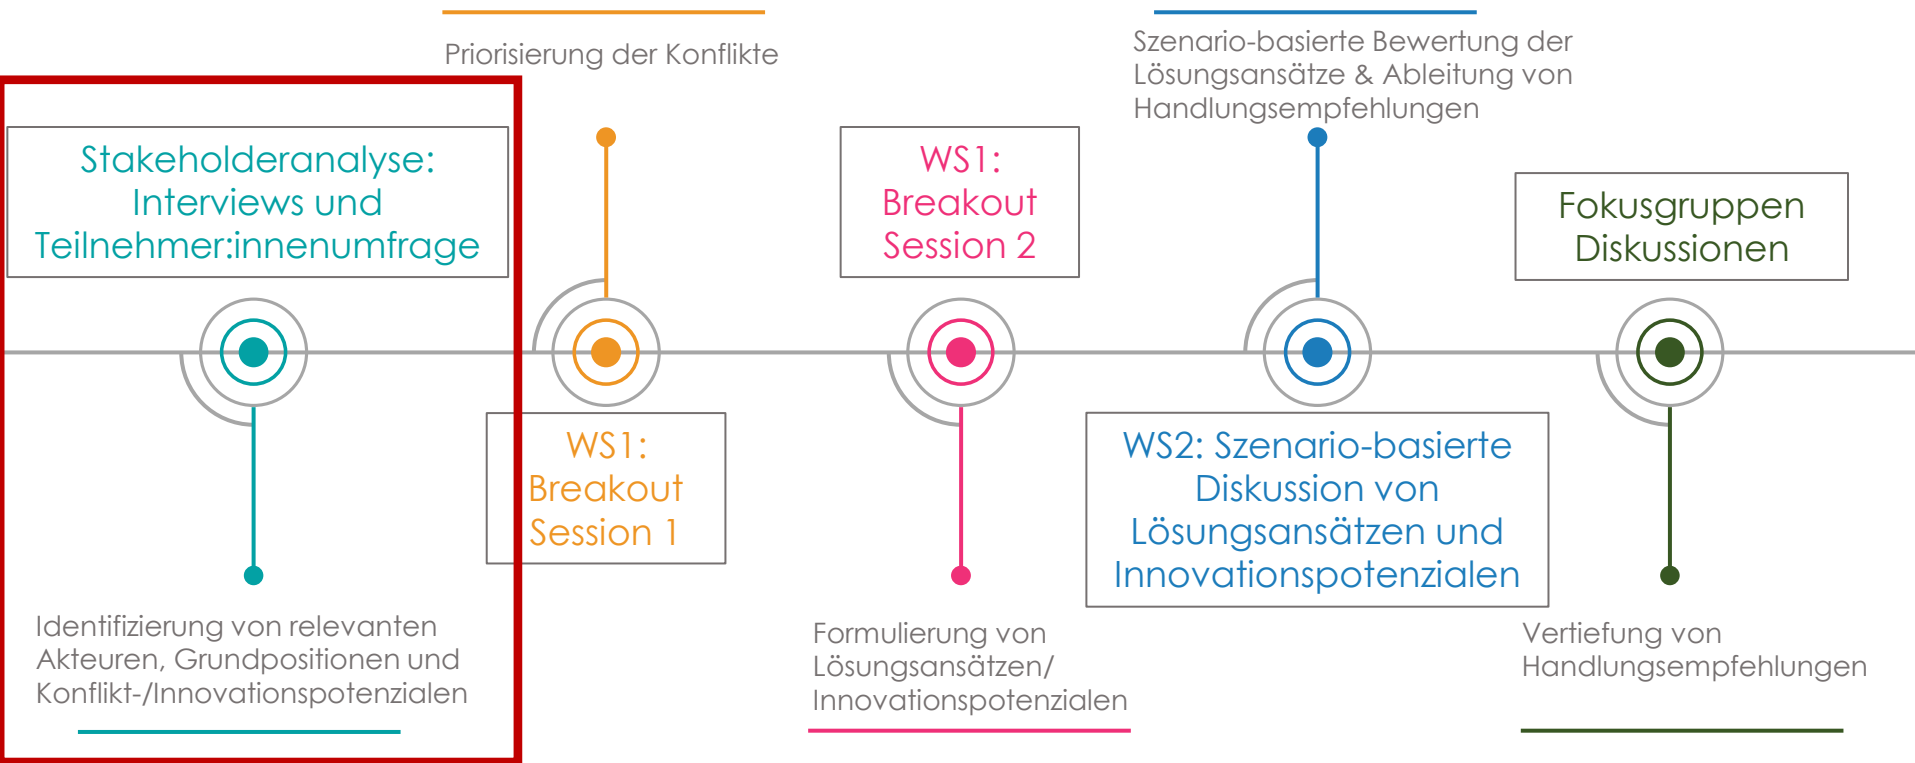 Priorisierung der Konflikte
Szenario-basierte Bewertung der
Lösungsansätze & Ableitung von
Handlungsempfehlungen
Stakeholderanalyse:
Interviews und
Teilnehmer:innenumfrage
WS1:
Breakout
Session 2
Fokusgruppen
Diskussionen
WS1:
Breakout
Session 1
WS2: Szenario-basierte
Diskussion von
Lösungsansätzen und
Innovationspotenzialen
Identifizierung von relevanten
Akteuren, Grundpositionen und
Konflikt-/Innovationspotenzialen
Formulierung von
Lösungsansätzen/
Innovationspotenzialen
Vertiefung von
Handlungsempfehlungen